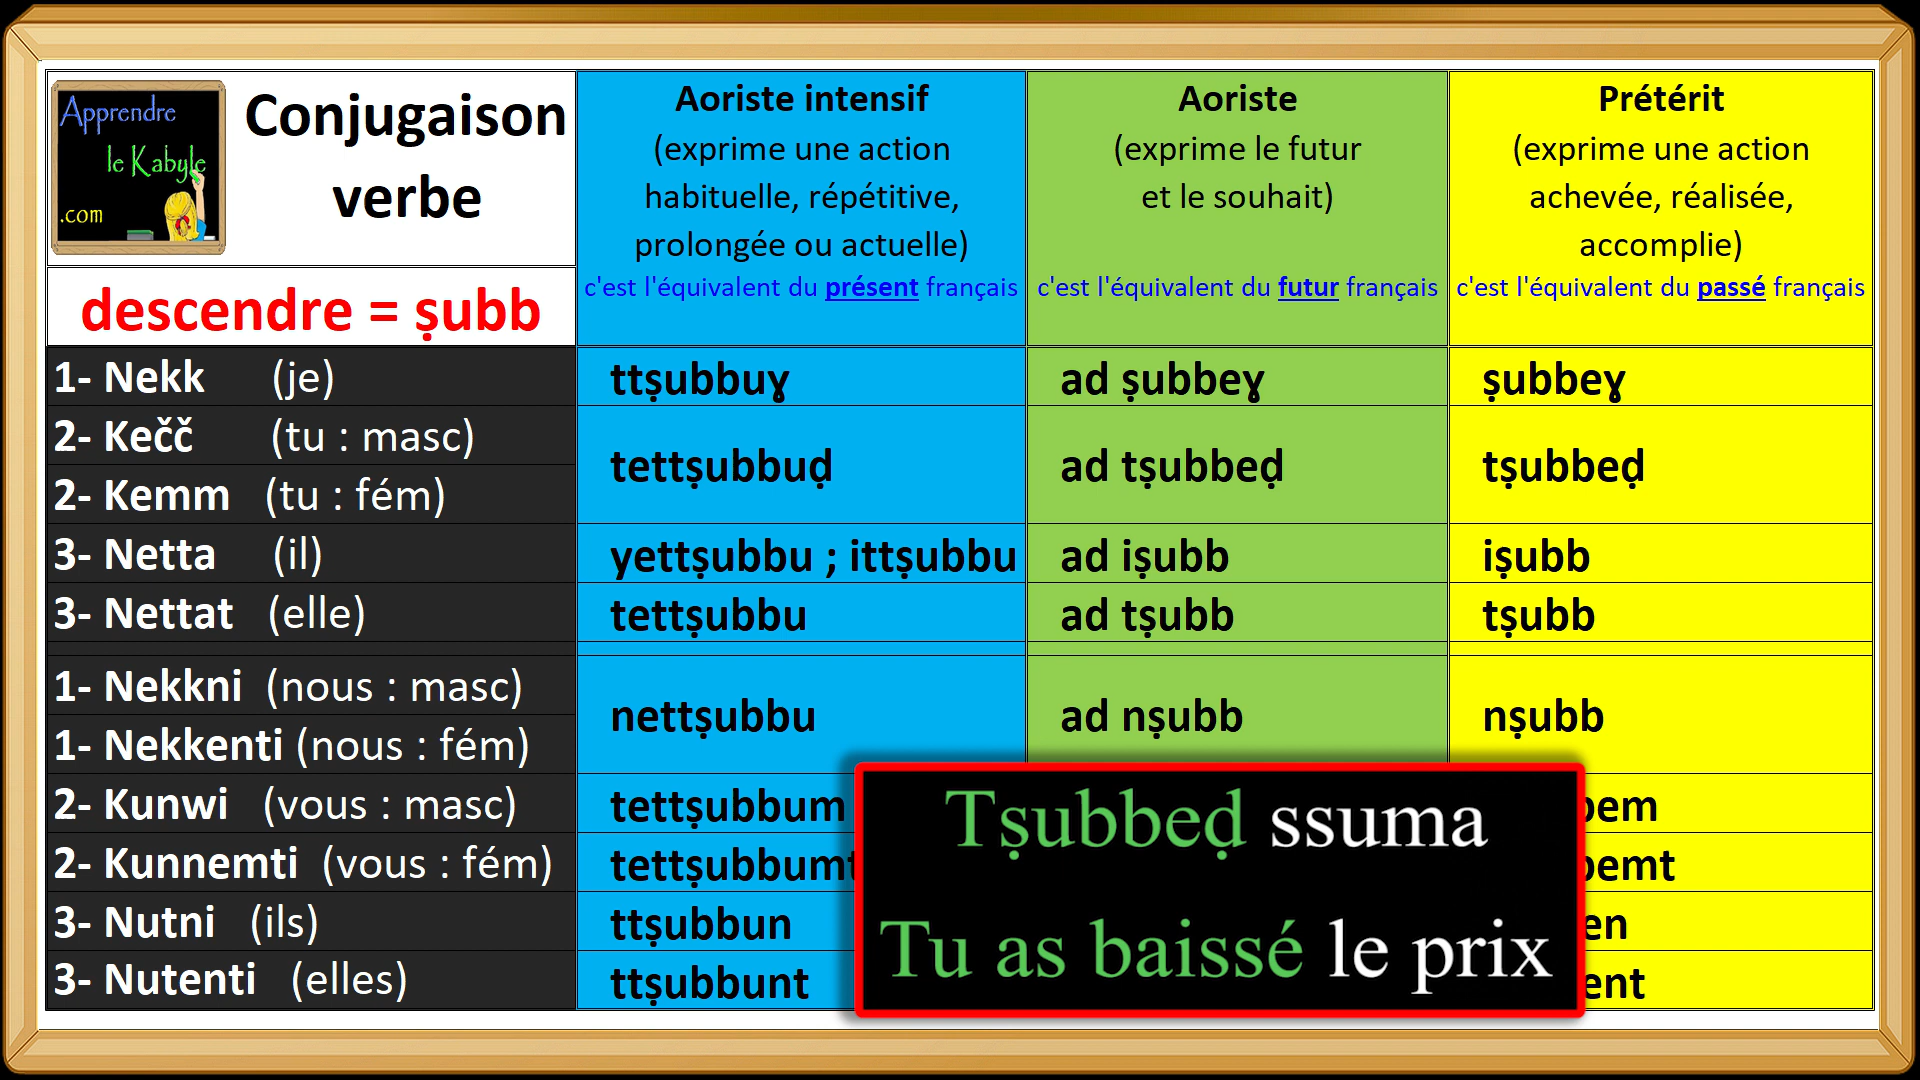 Apprendre
le Kabyle
.com
Conjugaison
verbe
descendre = ṣubb
Aoriste intensif
(exprime une action
habituelle, répétitive,
prolongée ou actuelle)
c'est l'équivalent du présent français
Aoriste
(exprime le futur
et le souhait)
c'est l'équivalent du futur français
Prétérit
(exprime une action
achevée, réalisée,
accomplie)
c'est l'équivalent du passé français
1- Nekk (je) ttṣubbuɣ ad ṣubbeɣ ṣubbeɣ
2- Kečč (tu : masc)
tettṣubbuḍ ad tṣubbeḍ tṣubbeḍ
2- Kemm (tu : fém)
3- Netta (il) yettṣubbu ; ittṣubbu ad iṣubb iṣubb
3- Nettat (elle) tettṣubbu ad tṣubb tṣubb
1- Nekkni (nous : masc)
nettṣubbu ad nṣubb nṣubb
1- Nekkenti (nous : fém)
2- Kunwi (vous : masc) tettṣubbum bem
2- Kunnemti (vous : fém) tettṣubbumt bemt
3- Nutni (ils) ttṣubbun en
3- Nutenti (elles) ttṣubbunt ent
Tṣubbeḍ ssuma
Tu as baissé le prix